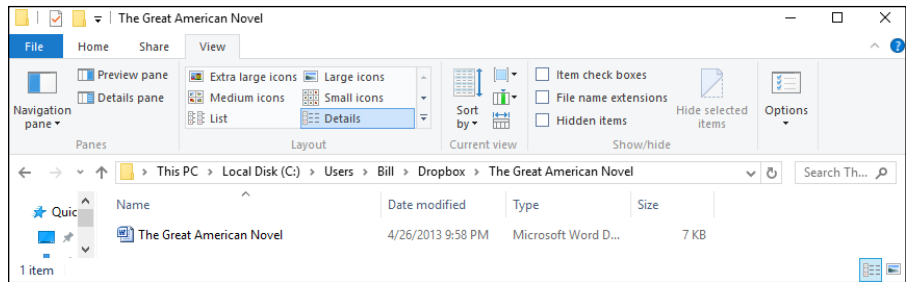 The Great American Novel
File Home Share View
Preview pane
Details pane
Navigation pane
Panes
Extra large icons Large icons
Medium icons Small icons
List Details
Layout
Sort by
Current view
Item check boxes
File name extensions
Hidden items
Hide selected items
Show/hide
Options
This PC > Local Disk (C:) > Users > Bill > Dropbox > The Great American Novel
Search Th...
Quic
Name Date modified Type Size
The Great American Novel 4/26/2013 9:58 PM Microsoft Word D... 7 KB
1 item